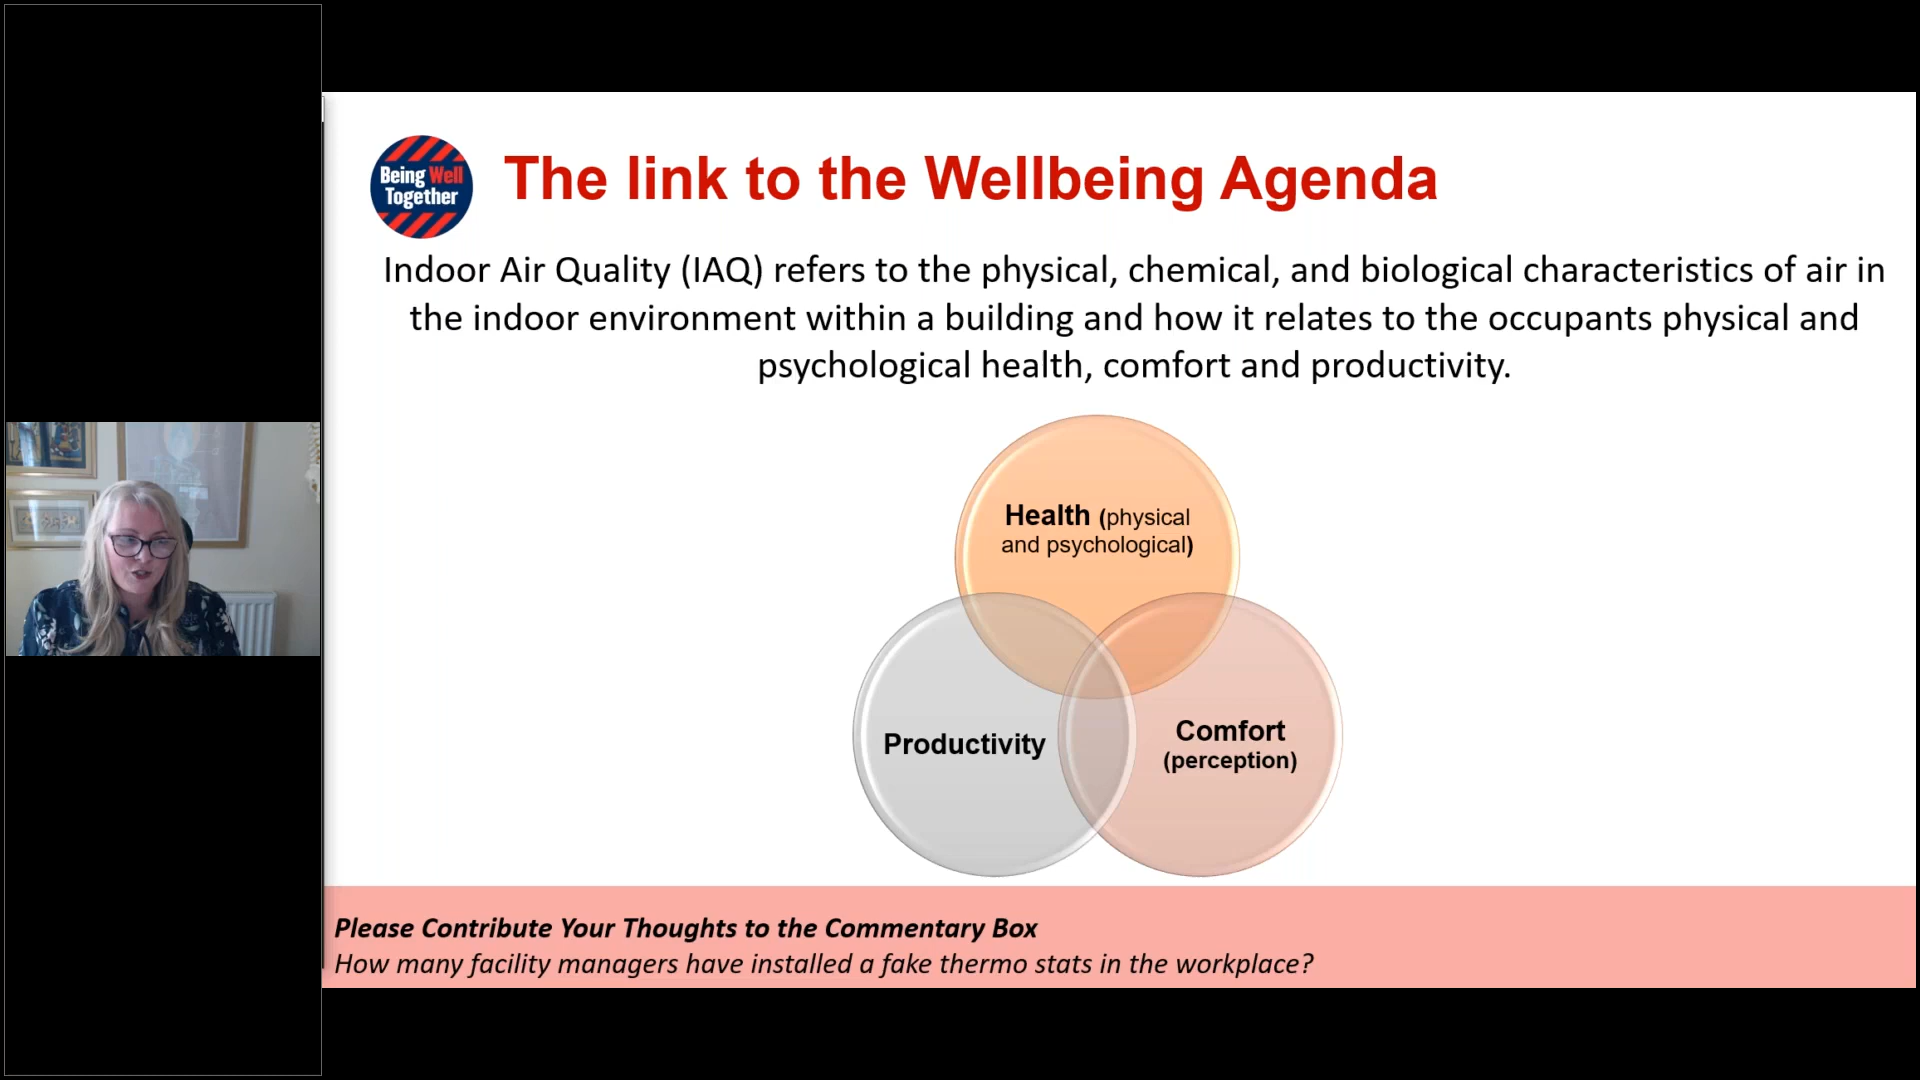 Being Well
Together
The link to the Wellbeing Agenda
Indoor Air Quality (IAQ) refers to the physical, chemical, and biological characteristics of air in
the indoor environment within a building and how it relates to the occupants physical and
psychological health, comfort and productivity.
Health (physical
and psychological)
Productivity
Comfort
(perception)
Please Contribute Your Thoughts to the Commentary Box
How many facility managers have installed a fake thermo stats in the workplace?